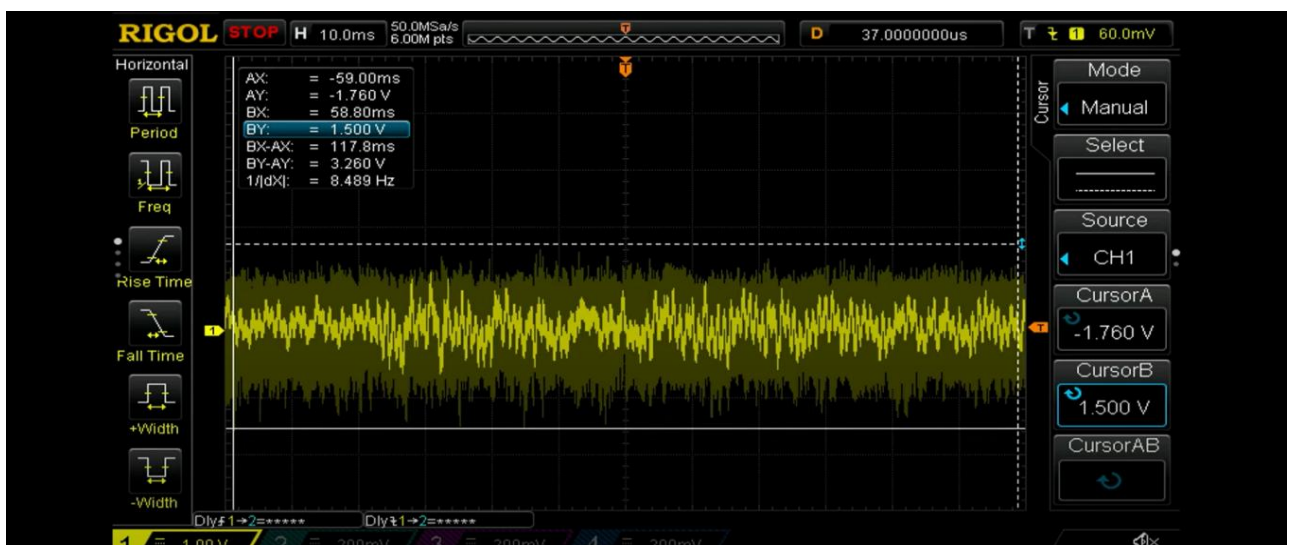 RIGOL STOP H 10.0ms 50.0MSa/s 6.00M pts D 37.0000000us T 1 60.0mV
Horizontal
Period
Freq
Rise Time
Fall Time
+Width
-Width
AX: = -59.00ms
AY: = -1.760 V
BX: = 58.80ms
BY: = 1.500 V
BX-AX: = 117.8ms
BY-AY: = 3.260 V
1/|dX|: = 8.489 Hz
T
1
T
Cursor
Mode
Manual
Select
Source
CH1
CursorA
-1.760 V
CursorB
1.500 V
CursorAB
Dly 1→2=***** Dly 1→2=*****